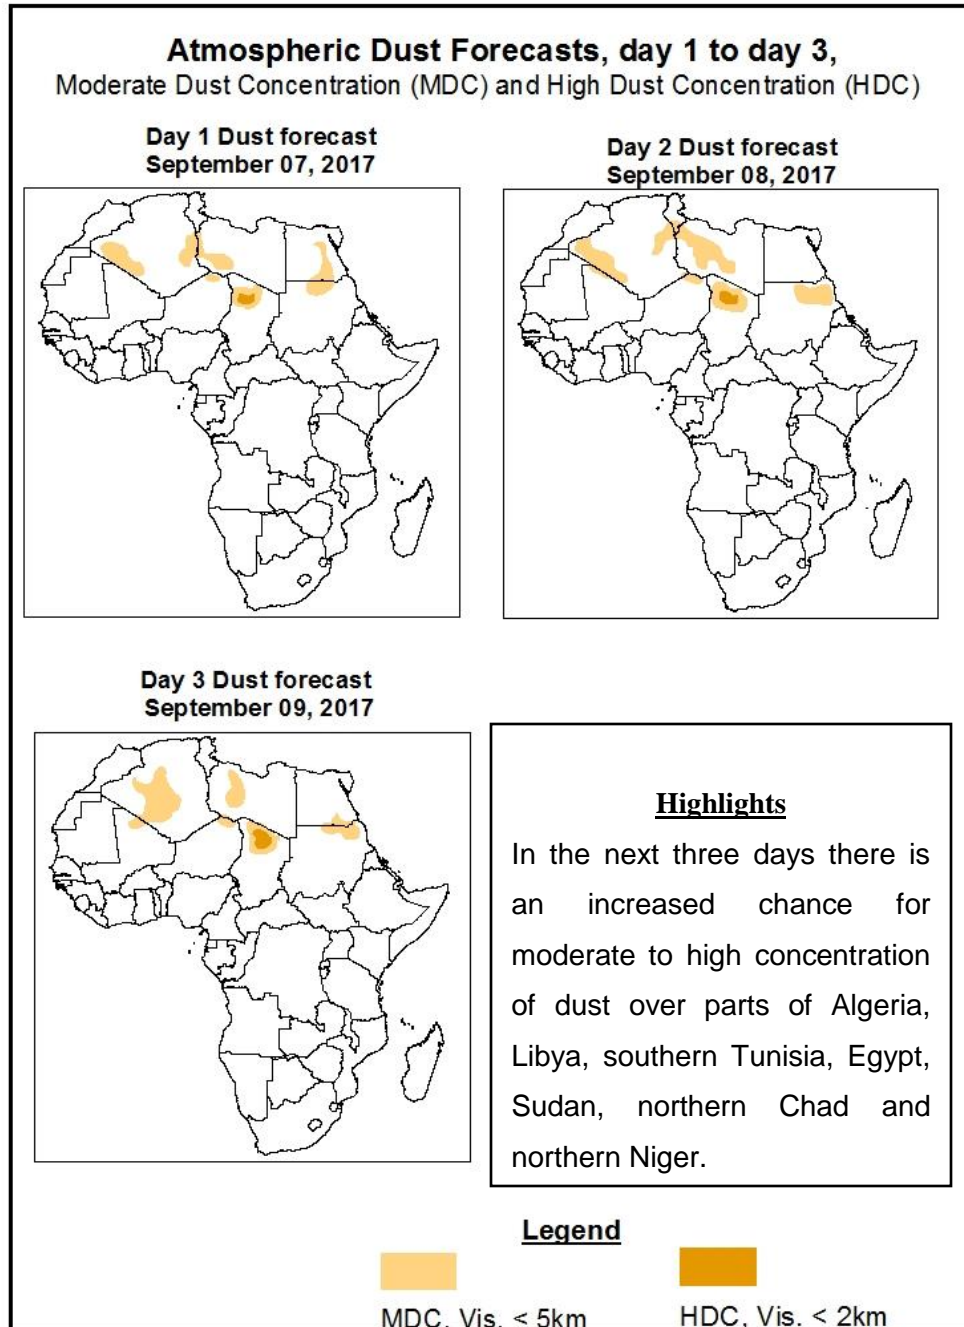 Atmospheric Dust Forecasts, day 1 to day 3,
Moderate Dust Concentration (MDC) and High Dust Concentration (HDC)
Day 1 Dust forecast
September 07, 2017
Day 2 Dust forecast
September 08, 2017
Day 3 Dust forecast
September 09, 2017
Highlights
In the next three days there is
an increased chance for
moderate to high concentration
of dust over parts of Algeria,
Libya, southern Tunisia, Egypt,
Sudan, northern Chad and
northern Niger.
Legend
MDC, Vis. < 5km
HDC, Vis. < 2km